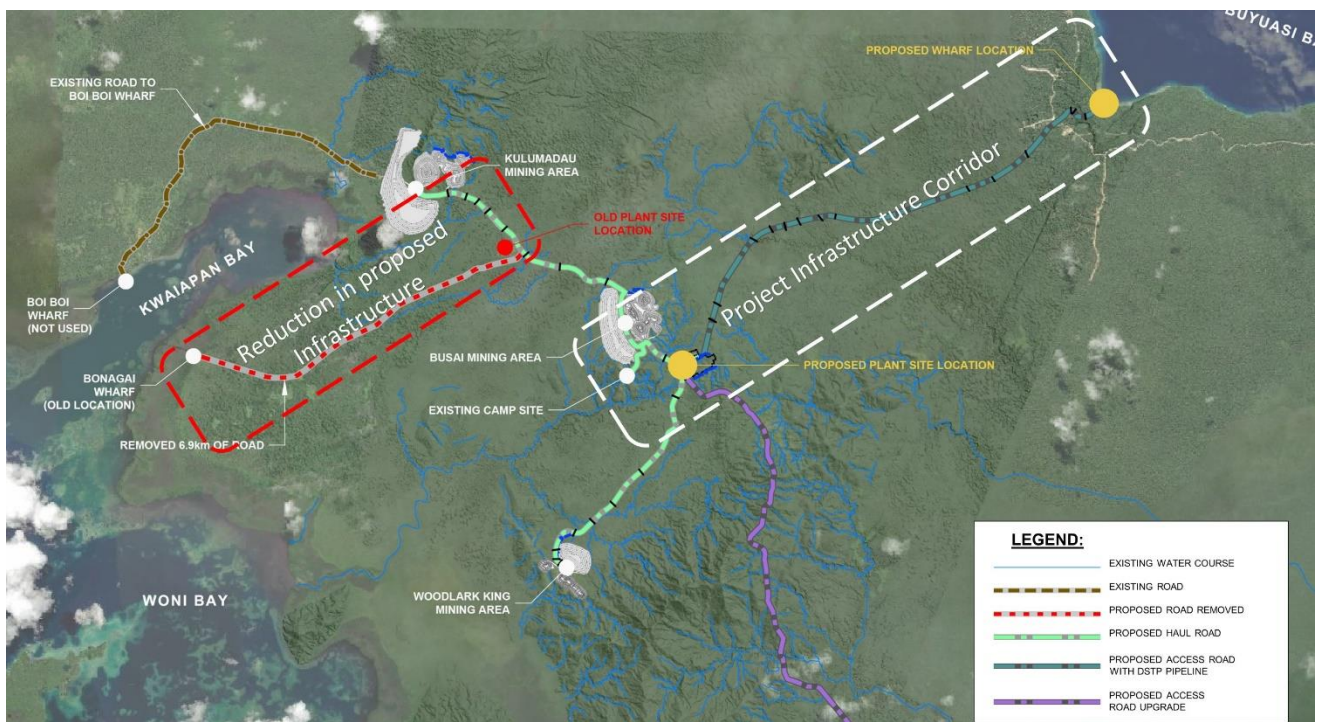 BUYUASI BA
PROPOSED WHARF LOCATION
EXISTING ROAD TO
BOI BOI WHARF
KULUMADAU
MINING AREA
Project Infrastructure Corridor
OLD PLANT SITE
LOCATION
KWAIAPAN BAY
Reduction in proposed
Infrastructure
BOI BOI
WHARF
(NOT USED)
BUSAI MINING AREA
PROPOSED PLANT SITE LOCATION
BONAGAI
WHARF
(OLD LOCATION)
EXISTING CAMP SITE
REMOVED 6.9km OF ROAD
WOODLARK KING
MINING AREA
WONI BAY
LEGEND:
EXISTING WATER COURSE
EXISTING ROAD
PROPOSED ROAD REMOVED
PROPOSED HAUL ROAD
PROPOSED ACCESS ROAD
WITH DSTP PIPELINE
PROPOSED ACCESS
ROAD UPGRADE